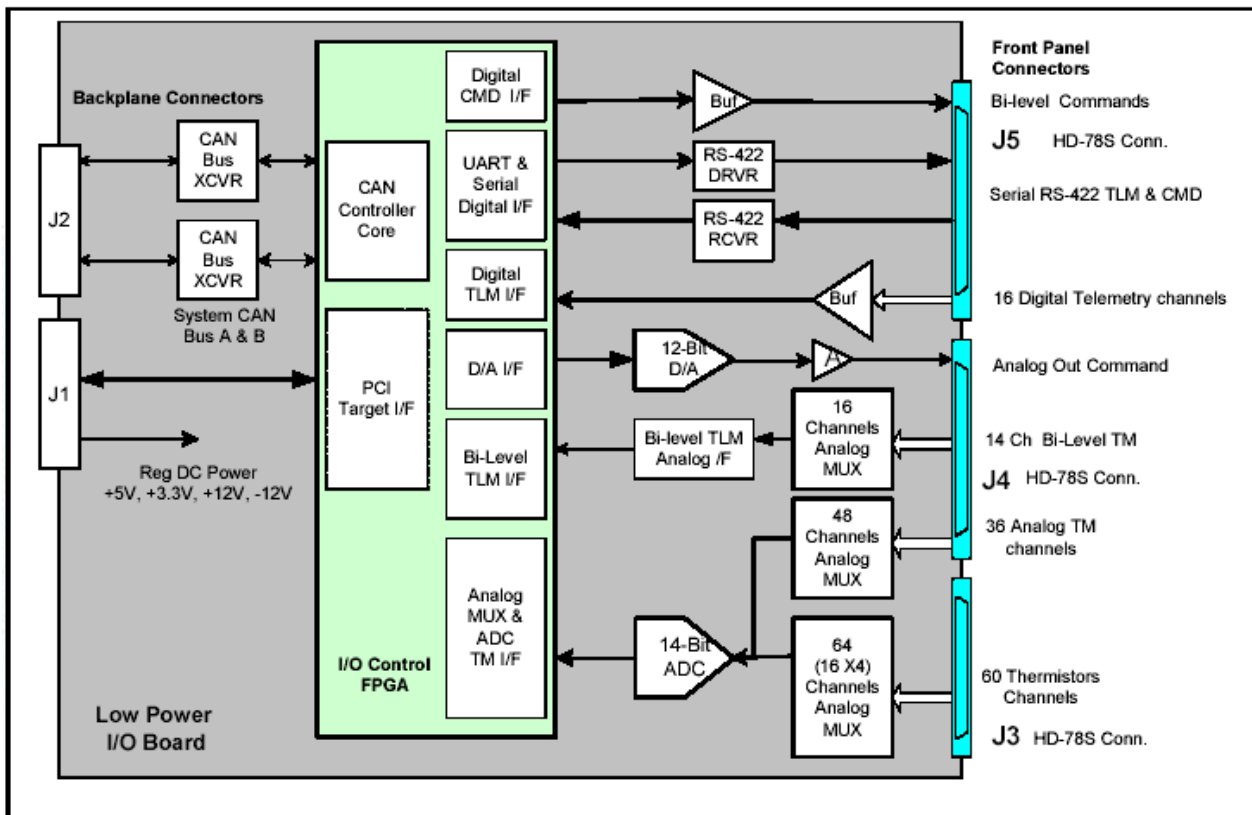 Backplane Connectors
J2
J1
CAN
Bus
XCVR
CAN
Bus
XCVR
System CAN
Bus A & B
Reg DC Power
+5V, +3.3V, +12V, -12V
Low Power
I/O Board
CAN
Controller
Core
PCI
Target I/F
I/O Control
FPGA
Digital
CMD I/F
UART &
Serial
Digital I/F
Digital
TLM I/F
D/A I/F
Bi-Level
TLM I/F
Analog
MUX &
ADC
TM I/F
Buf
RS-422
DRVR
RS-422
RCVR
Buf
12-Bit
D/A
A
Bi-level TLM
Analog /F
16
Channels
Analog
MUX
48
Channels
Analog
MUX
14-Bit
ADC
64
(16 X4)
Channels
Analog
MUX
Front Panel
Connectors
Bi-level Commands
J5 HD-78S Conn.
Serial RS-422 TLM & CMD
16 Digital Telemetry channels
Analog Out Command
14 Ch Bi-Level TM
J4 HD-78S Conn.
36 Analog TM
channels
60 Thermistors
Channels
J3 HD-78S Conn.